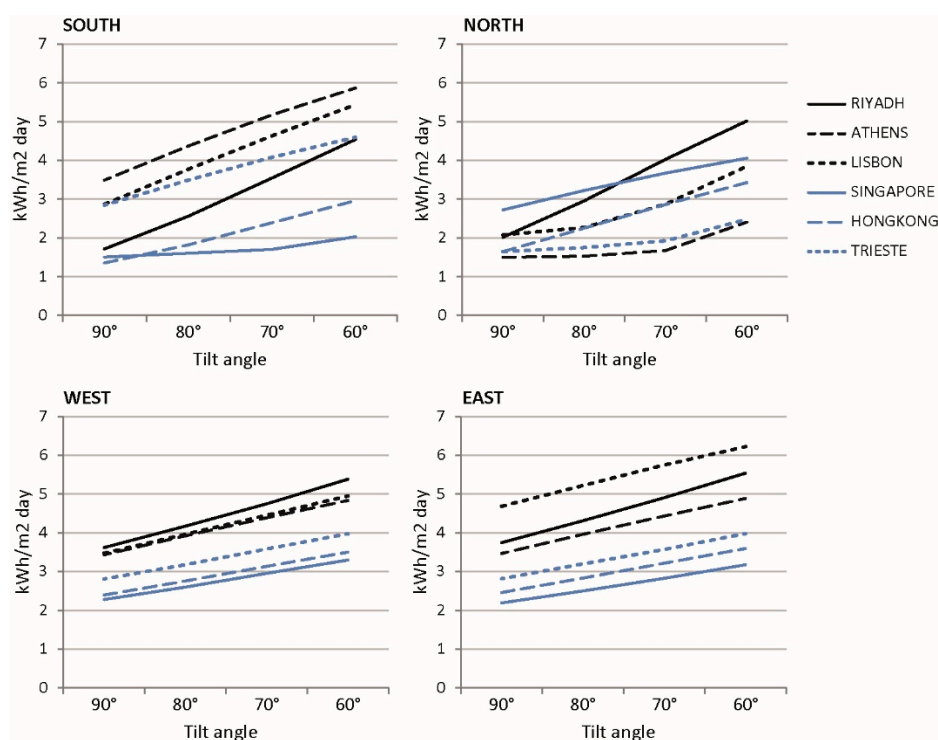 SOUTH
7
6
5
4
3
2
1
0
kWh/m2 day
90° 80° 70° 60°
Tilt angle
NORTH
7
6
5
4
3
2
1
0
kWh/m2 day
90° 80° 70° 60°
Tilt angle
RIYADH
ATHENS
LISBON
SINGAPORE
HONGKONG
TRIESTE
WEST
7
6
5
4
3
2
1
0
kWh/m2 day
90° 80° 70° 60°
Tilt angle
EAST
7
6
5
4
3
2
1
0
kWh/m2 day
90° 80° 70° 60°
Tilt angle